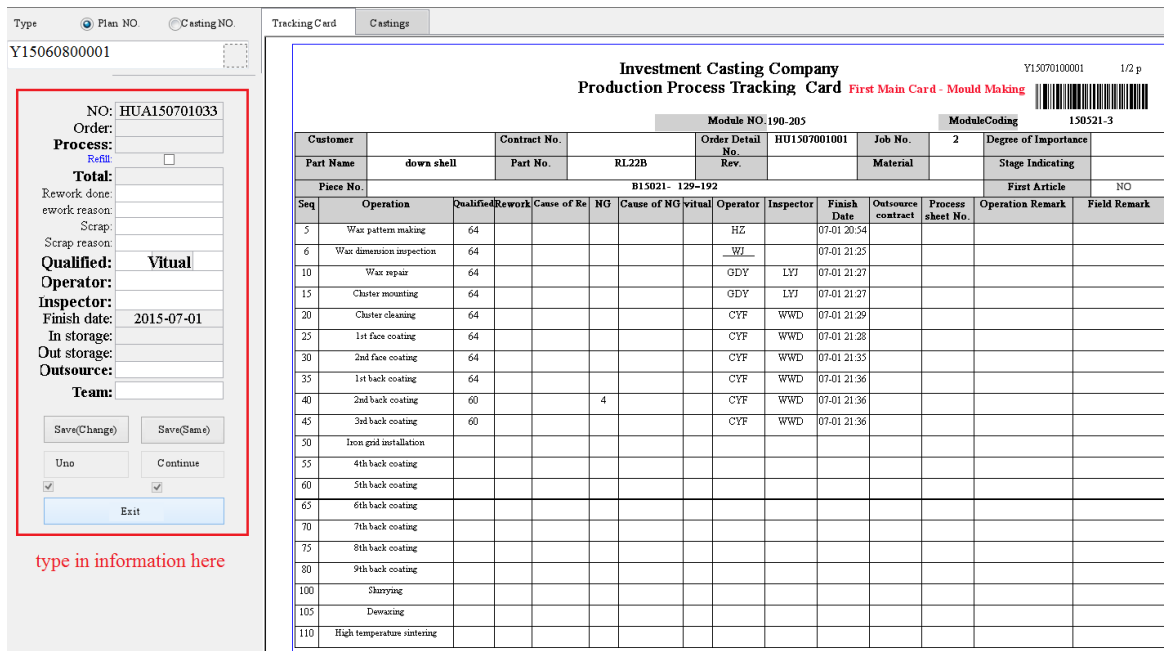 Type Plan NO. Casting NO.
Y15060800001
NO: HUA150701033
Order:
Process:
Refill:
Total:
Rework done:
ework reason:
Scrap:
Scrap reason:
Qualified: Vitual
Operator:
Inspector:
Finish date: 2015-07-01
In storage:
Out storage:
Outsource:
Team:
Save(Change) Save(Same)
Uno Continue
Exit
type in information here
Tracking Card Castings
Investment Casting Company Y15070100001 1/2 p
Production Process Tracking Card First Main Card - Mould Making
Module NO. 190-205 ModuleCoding 150521-3
Customer Contract No. Order Detail No. HU1507001001 Job No. 2 Degree of Importance
Part Name down shell Part No. RL22B Rev. Material Stage Indicating
Piece No. B15021- 129-192 First Article NO
Seq Operation Qualified Rework Cause of Re NG Cause of NG vitual Operator Inspector Finish Date Outsource contract Process sheet No. Operation Remark Field Remark
5 Wax pattern making 64 HZ 07-01 20:54
6 Wax dimension inspection 64 WJ 07-01 21:25
10 Wax repair 64 GDY LYJ 07-01 21:27
15 Cluster mounting 64 GDY LYJ 07-01 21:27
20 Cluster cleaning 64 CYF WWD 07-01 21:29
25 1st face coating 64 CYF WWD 07-01 21:28
30 2nd face coating 64 CYF WWD 07-01 21:35
35 1st back coating 64 CYF WWD 07-01 21:36
40 2nd back coating 60 4 CYF WWD 07-01 21:36
45 3rd back coating 60 CYF WWD 07-01 21:36
50 Iron grid installation
55 4th back coating
60 5th back coating
65 6th back coating
70 7th back coating
75 8th back coating
80 9th back coating
100 Slurrying
105 Dewaxing
110 High temperature sintering